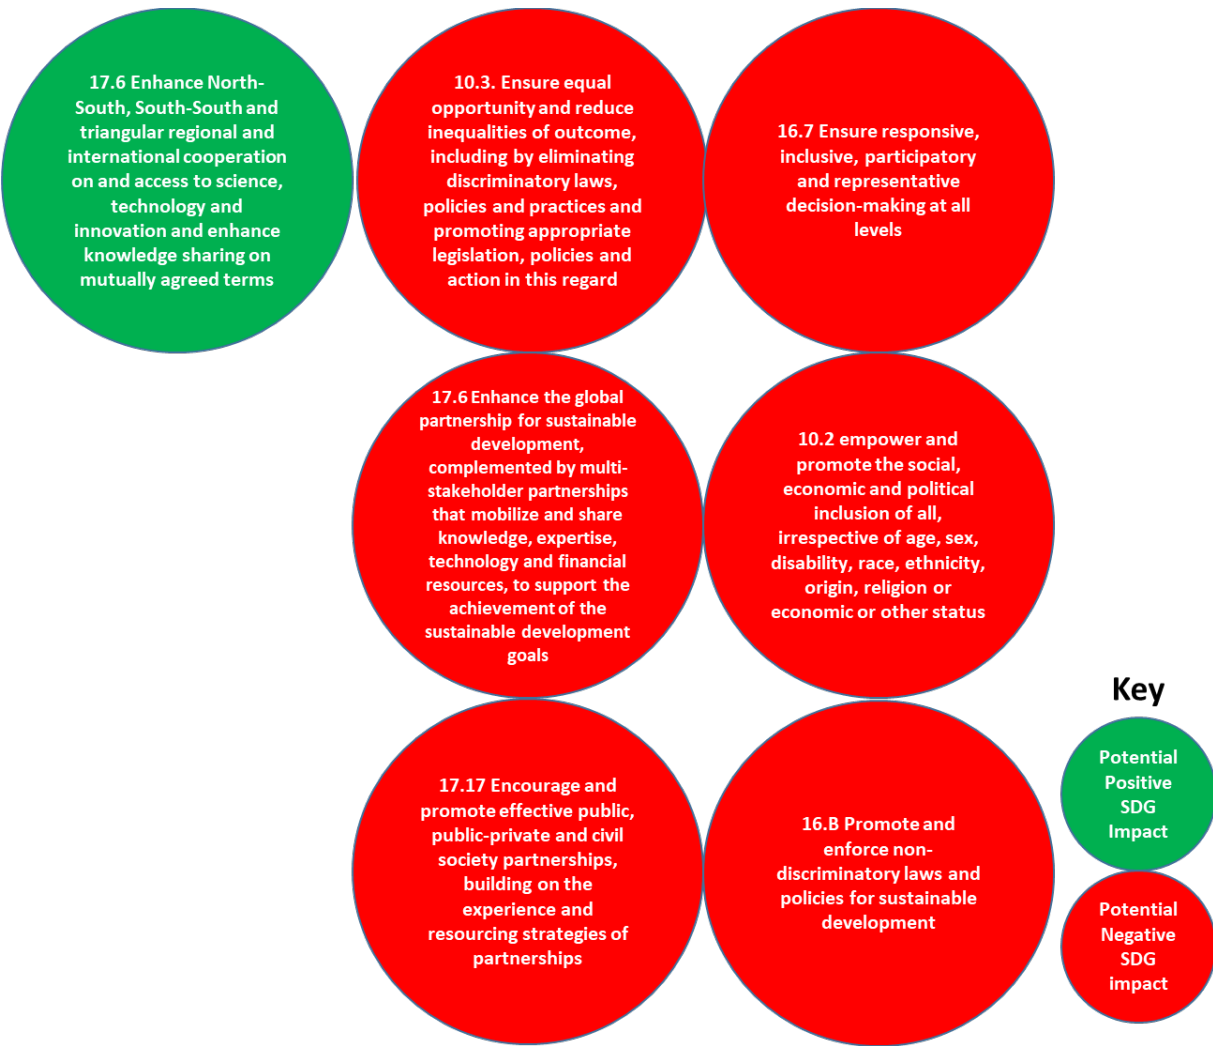 17.6 Enhance North-
South, South-South and
triangular regional and
international cooperation
on and access to science,
technology and
innovation and enhance
knowledge sharing on
mutually agreed terms
10.3. Ensure equal
opportunity and reduce
inequalities of outcome,
including by eliminating
discriminatory laws,
policies and practices and
promoting appropriate
legislation, policies and
action in this regard
16.7 Ensure responsive,
inclusive, participatory
and representative
decision-making at all
levels
17.6 Enhance the global
partnership for sustainable
development,
complemented by multi-
stakeholder partnerships
that mobilize and share
knowledge, expertise,
technology and financial
resources, to support the
achievement of the
sustainable development
goals
10.2 empower and
promote the social,
economic and political
inclusion of all,
irrespective of age, sex,
disability, race, ethnicity,
origin, religion or
economic or other status
17.17 Encourage and
promote effective public,
public-private and civil
society partnerships,
building on the
experience and
resourcing strategies of
partnerships
16.B Promote and
enforce non-
discriminatory laws and
policies for sustainable
development
Key
Potential
Positive
SDG
Impact
Potential
Negative
SDG
impact